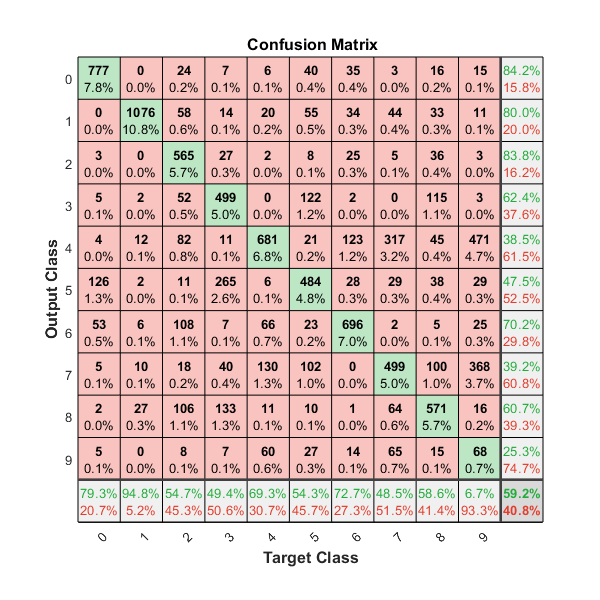 Confusion Matrix
777 0 24 7 6 40 35 3 16 15 84.2%
0
7.8% 0.0% 0.2% 0.1% 0.1% 0.4% 0.4% 0.0% 0.2% 0.1% 15.8%
0 1076 58 14 20 55 34 44 33 11 80.0%
1
0.0% 10.8% 0.6% 0.1% 0.2% 0.5% 0.3% 0.4% 0.3% 0.1% 20.0%
3 0 565 27 2 8 25 5 36 3 83.8%
2
0.0% 0.0% 5.7% 0.3% 0.0% 0.1% 0.3% 0.1% 0.4% 0.0% 16.2%
5 2 52 499 0 122 2 0 115 3 62.4%
3
0.1% 0.0% 0.5% 5.0% 0.0% 1.2% 0.0% 0.0% 1.1% 0.0% 37.6%
4 12 82 11 681 21 123 317 45 471 38.5%
4
0.0% 0.1% 0.8% 0.1% 6.8% 0.2% 1.2% 3.2% 0.4% 4.7% 61.5%
126 2 11 265 6 484 28 29 38 29 47.5%
5
1.3% 0.0% 0.1% 2.6% 0.1% 4.8% 0.3% 0.3% 0.4% 0.3% 52.5%
53 6 108 7 66 23 696 2 5 25 70.2%
6
0.5% 0.1% 1.1% 0.1% 0.7% 0.2% 7.0% 0.0% 0.1% 0.3% 29.8%
5 10 18 40 130 102 0 499 100 368 39.2%
7
0.1% 0.1% 0.2% 0.4% 1.3% 1.0% 0.0% 5.0% 1.0% 3.7% 60.8%
2 27 106 133 11 10 1 64 571 16 60.7%
8
0.0% 0.3% 1.1% 1.3% 0.1% 0.1% 0.0% 0.6% 5.7% 0.2% 39.3%
5 0 8 7 60 27 14 65 15 68 25.3%
9
0.1% 0.0% 0.1% 0.1% 0.6% 0.3% 0.1% 0.7% 0.1% 0.7% 74.7%
79.3% 94.8% 54.7% 49.4% 69.3% 54.3% 72.7% 48.5% 58.6% 6.7% 59.2%
20.7% 5.2% 45.3% 50.6% 30.7% 45.7% 27.3% 51.5% 41.4% 93.3% 40.8%
0 1 2 3 4 5 6 7 8 9
Target Class
Output Class